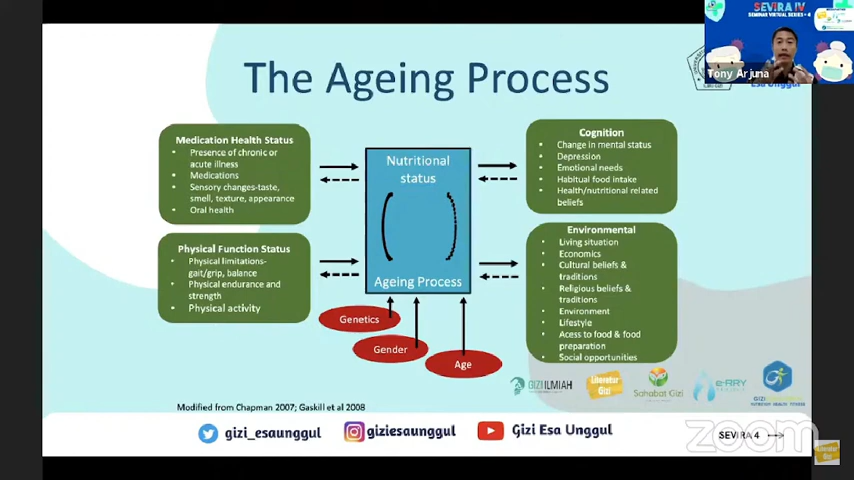 SEVIRA IV
SEMINAR VIRTUAL SERIES - 4
Tony Arjuna
Esa Unggul
The Ageing Process
Medication Health Status
• Presence of chronic or
acute illness
• Medications
• Sensory changes-taste,
smell, texture, appearance
• Oral health
Physical Function Status
• Physical limitations-
gait/grip, balance
• Physical endurance and
strength
• Physical activity
Nutritional
status
Ageing Process
Genetics
Gender
Age
Cognition
• Change in mental status
• Depression
• Emotional needs
• Habitual food intake
• Health/nutritional related
beliefs
Environmental
• Living situation
• Economics
• Cultural beliefs &
traditions
• Religious beliefs &
traditions
• Environment
• Lifestyle
• Acess to food & food
preparation
• Social opportunities
GIZI ILMIAH
Literatur
Gizi
Sahabat Gizi
e-ARY
Modified from Chapman 2007; Gaskill et al 2008
gizi_esaunggul
giziesaunggul
Gizi Esa Unggul
SEVIRA 4
zoom